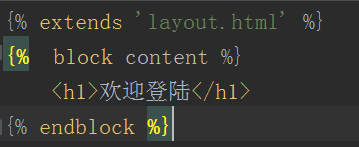 {% extends 'layout.html' %}
{%  block content %}
    <h1>欢迎登陆</h1>
{% endblock %}